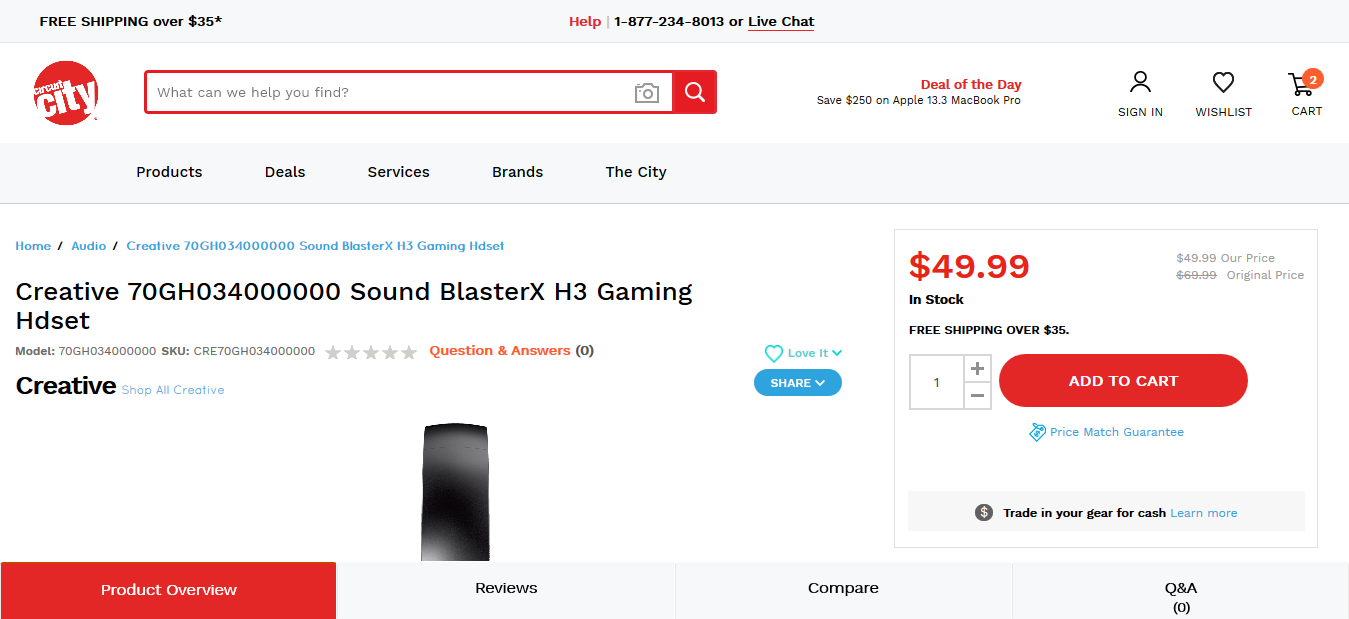 FREE SHIPPING over $35*
Help | 1-877-234-8013 or Live Chat
circuit
city
What can we help you find?
Deal of the Day
Save $250 on Apple 13.3 MacBook Pro
SIGN IN
WISHLIST
2
CART
Products
Deals
Services
Brands
The City
Home / Audio / Creative 70GH034000000 Sound BlasterX H3 Gaming Hdset
Creative 70GH034000000 Sound BlasterX H3 Gaming
Hdset
Model: 70GH034000000 SKU: CRE70GH034000000
Question & Answers (0)
Love It
Creative Shop All Creative
SHARE
$49.99
$49.99 Our Price
$69.99 Original Price
In Stock
FREE SHIPPING OVER $35.
1
+
−
ADD TO CART
Price Match Guarantee
$ Trade in your gear for cash Learn more
Product Overview
Reviews
Compare
Q&A
(0)